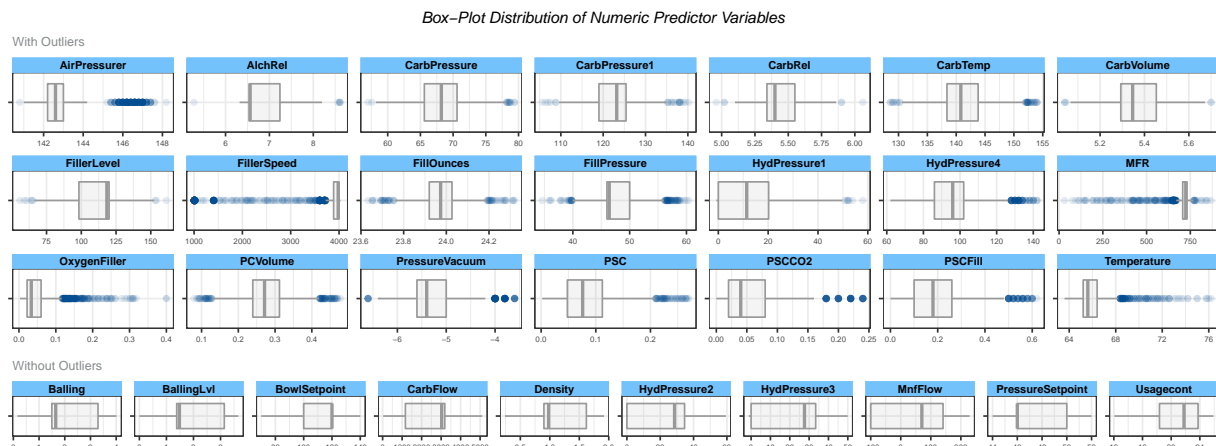 Box−Plot Distribution of Numeric Predictor Variables
With Outliers
AirPressurer AlchRel CarbPressure CarbPressure1 CarbRel CarbTemp CarbVolume
142 144 146 148 6 7 8 60 65 70 75 80 110 120 130 140 5.00 5.25 5.50 5.75 6.00 130 135 140 145 150 155 5.2 5.4 5.6
FillerLevel FillerSpeed FillOunces FillPressure HydPressure1 HydPressure4 MFR
75 100 125 150 1000 2000 3000 4000 23.6 23.8 24.0 24.2 40 50 60 0 20 40 60 60 80 100 120 140 0 250 500 750
OxygenFiller PCVolume PressureVacuum PSC PSCCO2 PSCFill Temperature
0.0 0.1 0.2 0.3 0.4 0.1 0.2 0.3 0.4 −6 −5 −4 0.0 0.1 0.2 0.00 0.05 0.10 0.15 0.20 0.25 0.0 0.2 0.4 0.6 64 68 72 76
Without Outliers
Balling BallingLvl BowlSetpoint CarbFlow Density HydPressure2 HydPressure3 MnfFlow PressureSetpoint Usagecont